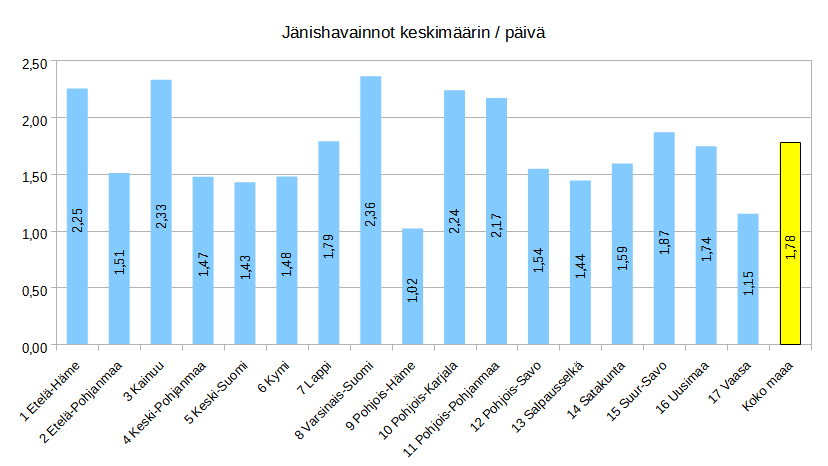 Jänishavainnot keskimäärin / päivä
2,50
2,00
1,50
1,00
0,50
0,00
2,25
1,51
2,33
1,47
1,43
1,48
1,79
2,36
1,02
2,24
2,17
1,54
1,44
1,59
1,87
1,74
1,15
1,78
1 Etelä-Häme
2 Etelä-Pohjanmaa
3 Kainuu
4 Keski-Pohjanmaa
5 Keski-Suomi
6 Kymi
7 Lappi
8 Varsinais-Suomi
9 Pohjois-Häme
10 Pohjois-Karjala
11 Pohjois-Pohjanmaa
12 Pohjois-Savo
13 Salpausselkä
14 Satakunta
15 Suur-Savo
16 Uusimaa
17 Vaasa
Koko maaa